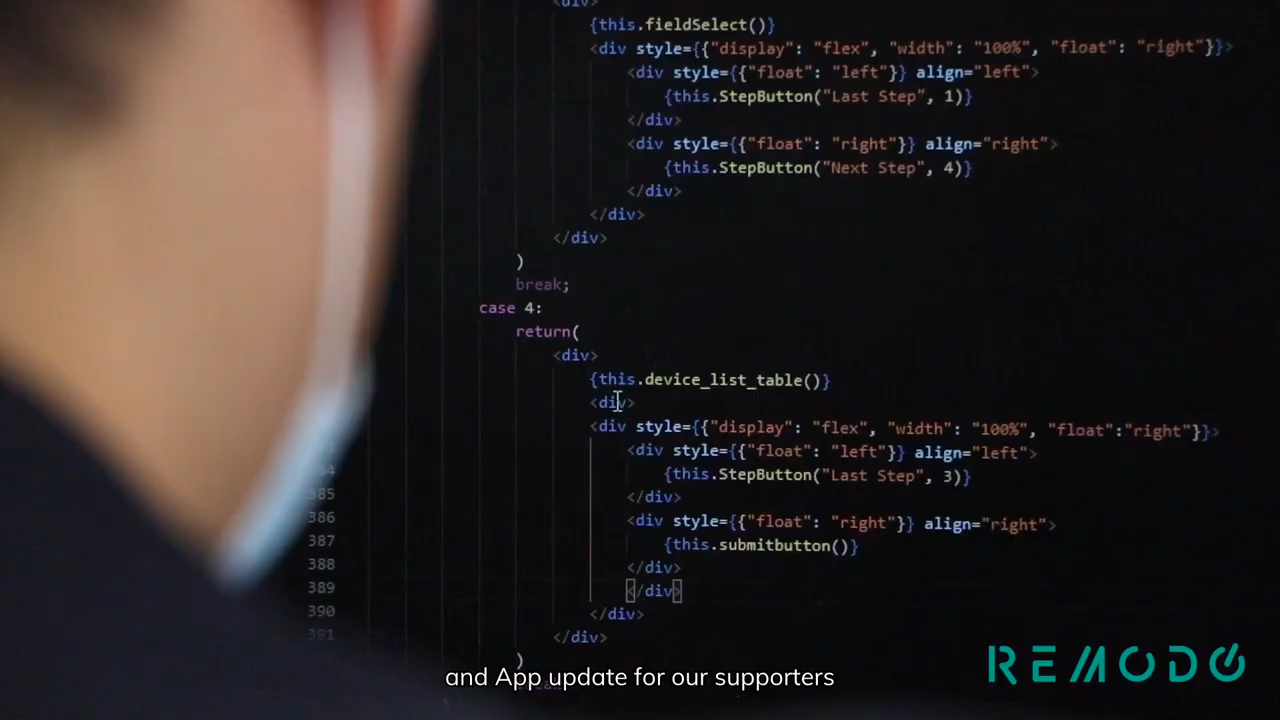 <div>
{this.fieldSelect()}
<div style={{"display": "flex", "width": "100%", "float": "right"}}>
<div style={{"float": "left"}} align="left">
{this.StepButton("Last Step", 1)}
</div>
<div style={{"float": "right"}} align="right">
{this.StepButton("Next Step", 4)}
</div>
</div>
</div>
)
break;
case 4:
return(
<div>
{this.device_list_table()}
<div>
<div style={{"display": "flex", "width": "100%", "float":"right"}}>
<div style={{"float": "left"}} align="left">
{this.StepButton("Last Step", 3)}
385 </div>
386 <div style={{"float": "right"}} align="right">
387 {this.submitbutton()}
388 </div>
389 </div>
390 </div>
391 </div>
)
and App update for our supporters
REMODO